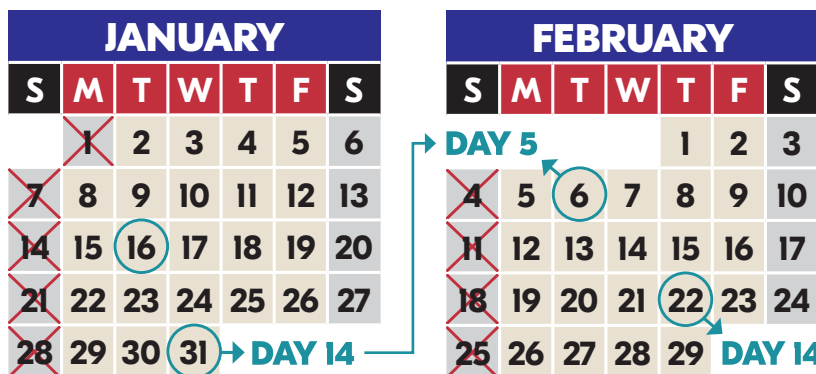 JANUARY
S M T W T F S
1 2 3 4 5 6
7 8 9 10 11 12 13
14 15 16 17 18 19 20
21 22 23 24 25 26 27
28 29 30 31 DAY 14
FEBRUARY
S M T W T F S
DAY 5 1 2 3
4 5 6 7 8 9 10
11 12 13 14 15 16 17
18 19 20 21 22 23 24
25 26 27 28 29 DAY 14